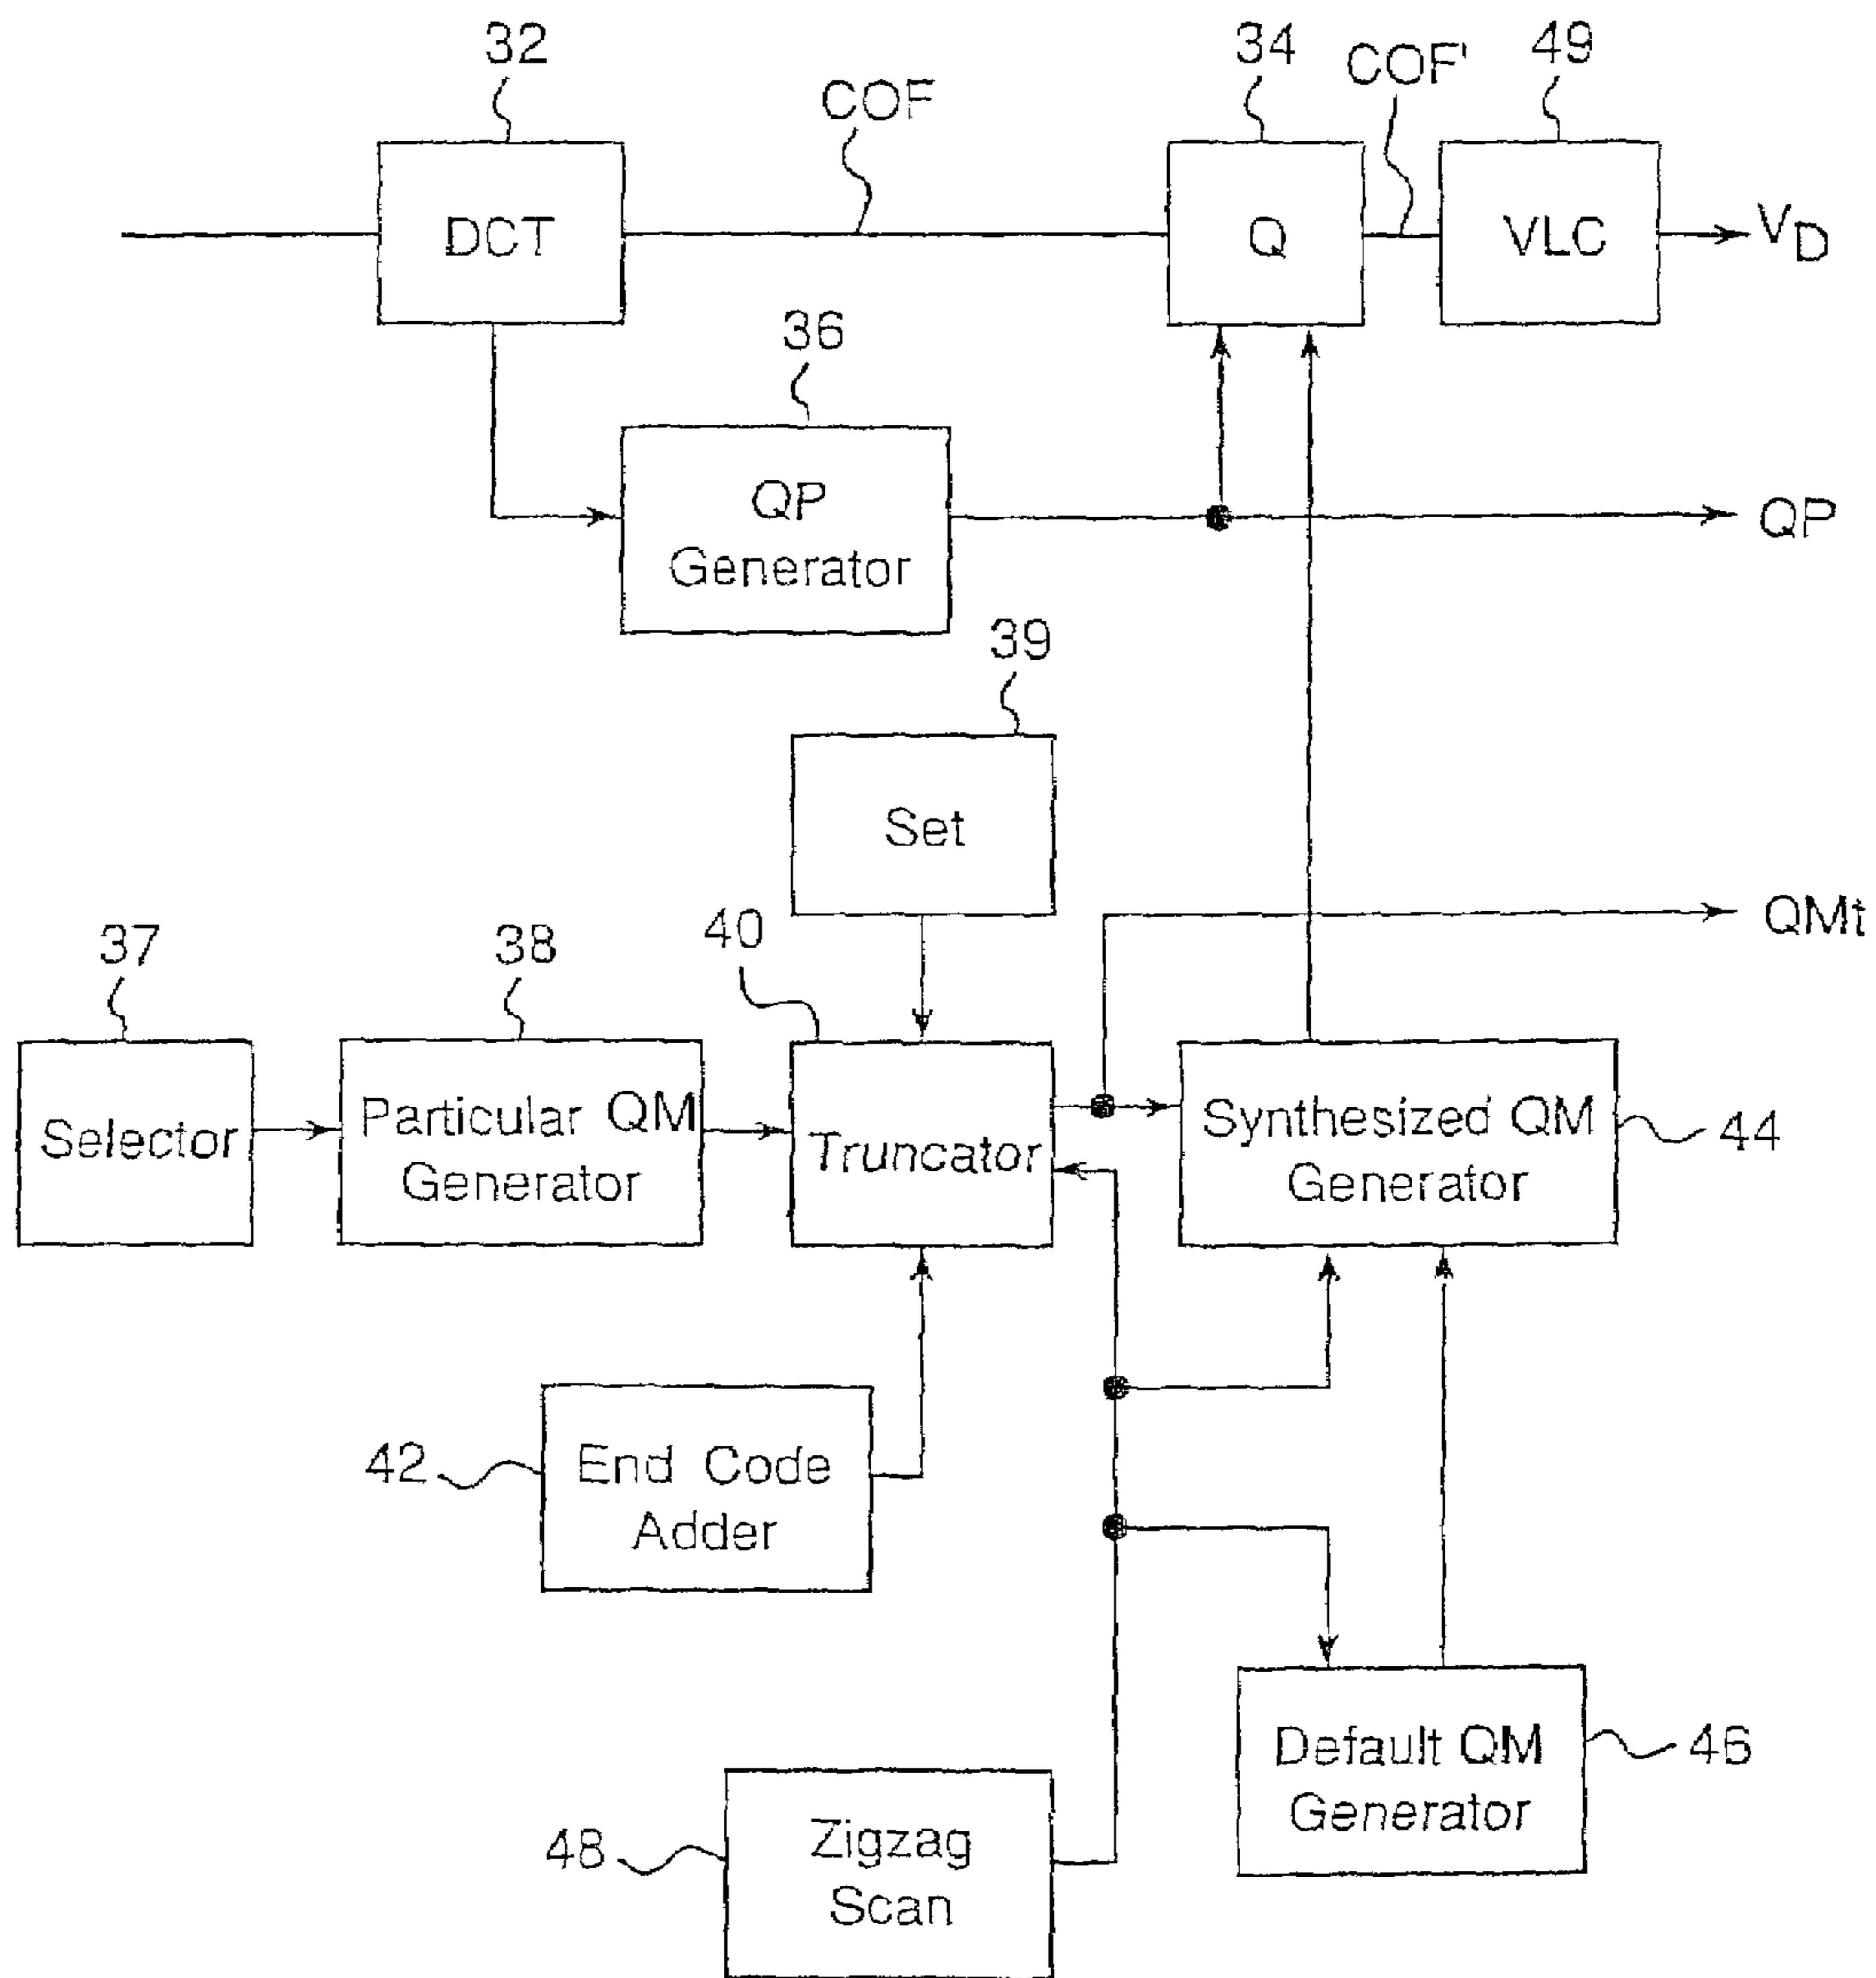 32
COF
34
COF'
49
DCT
Q
VLC
VD
36
QP
Generator
QP
39
Set
QMt
37
38
40
Selector
Particular QM
Generator
Truncator
Synthesized QM
Generator
44
42
End Code
Adder
Default QM
Generator
46
48
Zigzag
Scan